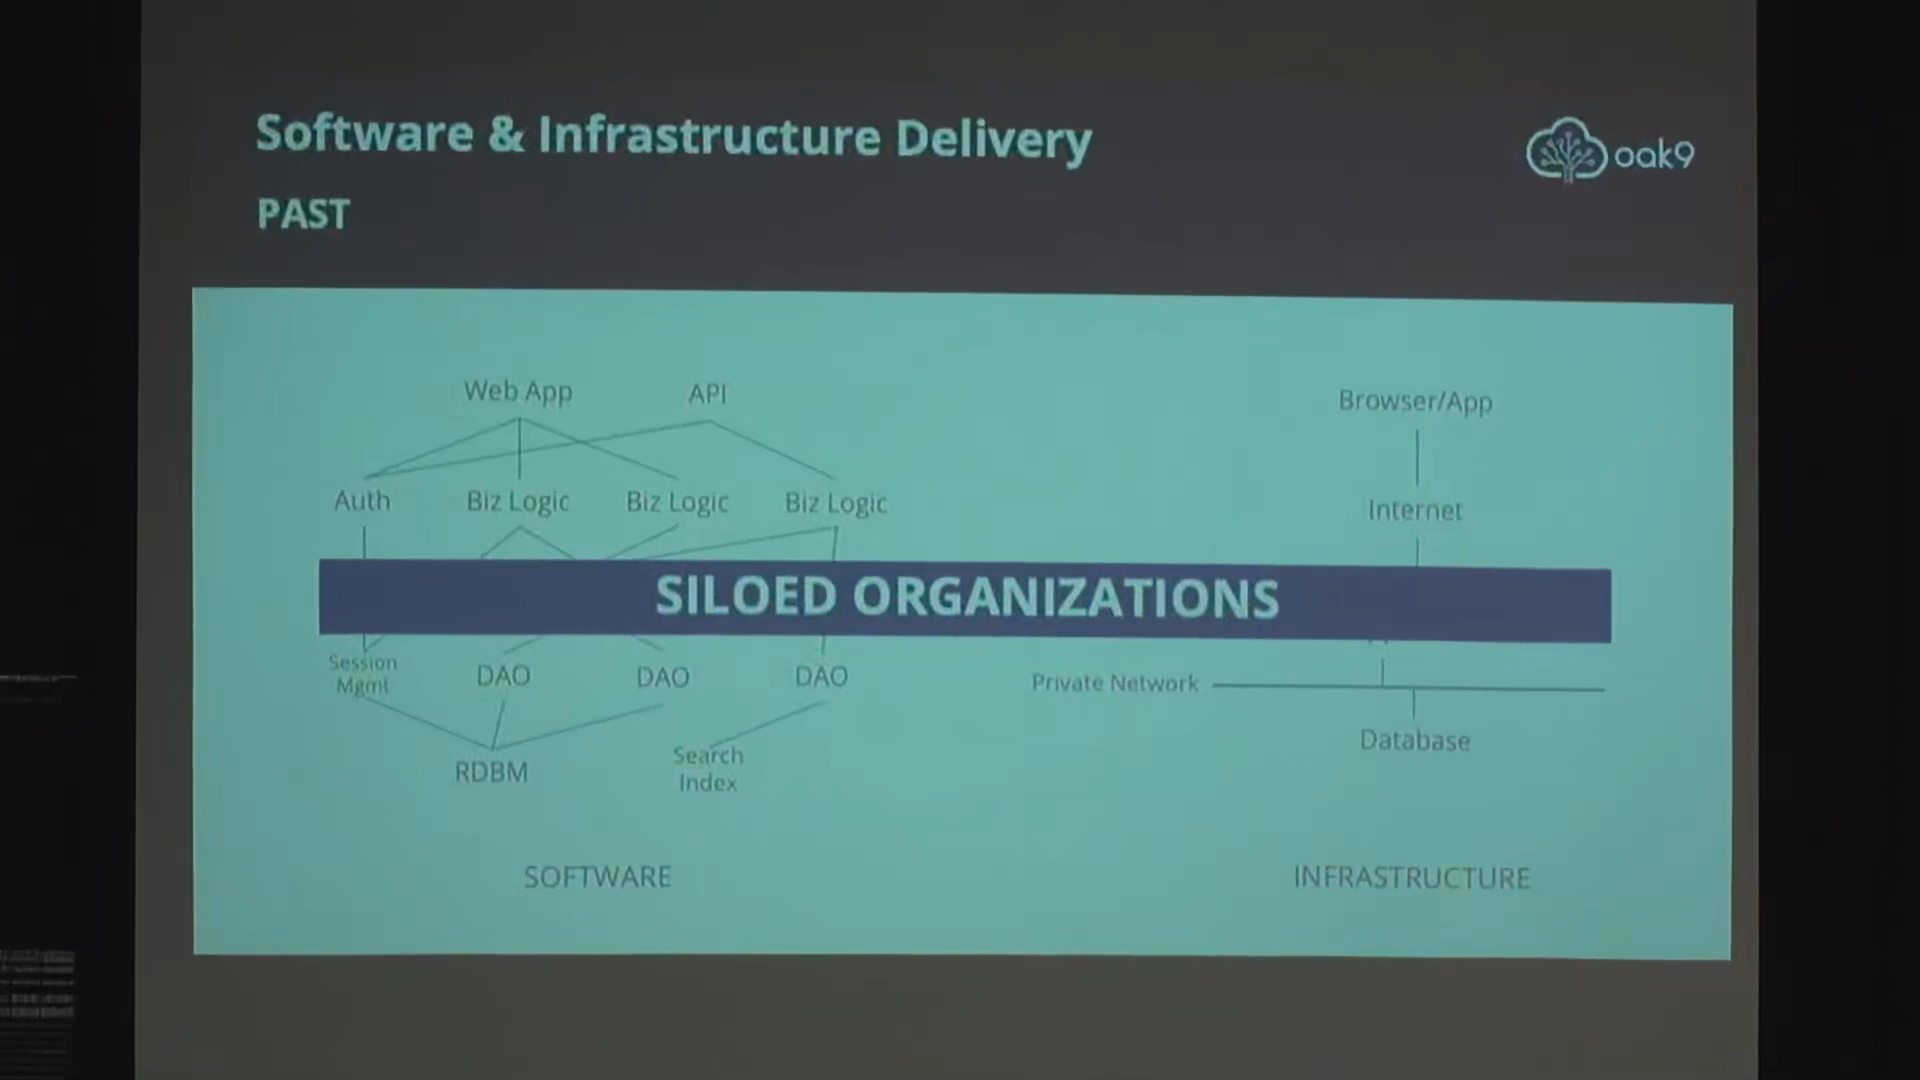 Software & Infrastructure Delivery
PAST
oak9
Web App
API
Auth
Biz Logic
Biz Logic
Biz Logic
Browser/App
Internet
SILOED ORGANIZATIONS
Session
Mgmt
DAO
DAO
DAO
RDBM
Search
Index
Private Network
Database
SOFTWARE
INFRASTRUCTURE